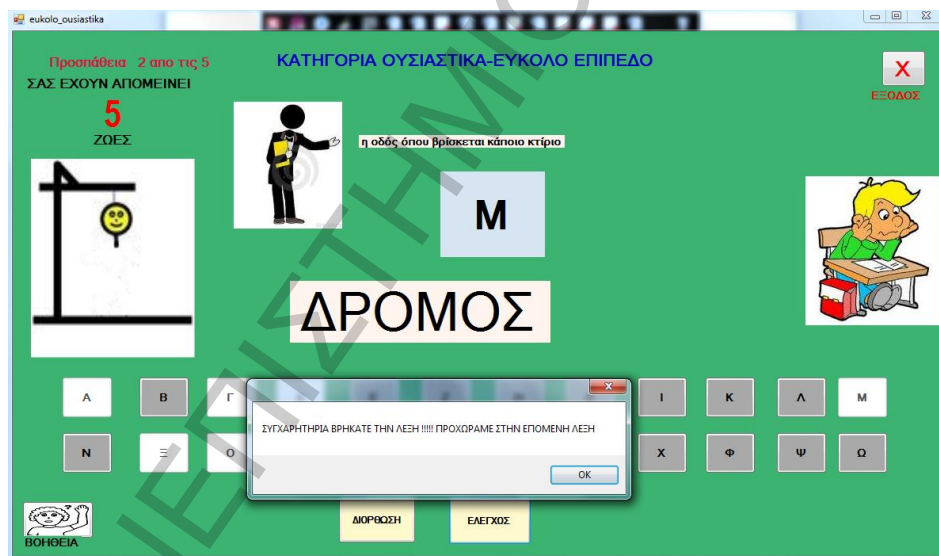 eukolo_ousiastika
Προσπάθεια 2 απο τις 5
ΚΑΤΗΓΟΡΙΑ ΟΥΣΙΑΣΤΙΚΑ-ΕΥΚΟΛΟ ΕΠΙΠΕΔΟ
X
ΕΞΟΔΟΣ
ΣΑΣ ΕΧΟΥΝ ΑΠΟΜΕΙΝΕΙ
5
ΖΩΕΣ
η οδός όπου βρίσκεται κάποιο κτίριο
Μ
ΔΡΟΜΟΣ
Α Β Γ Ι Κ Λ Μ
ΣΥΓΧΑΡΗΤΗΡΙΑ ΒΡΗΚΑΤΕ ΤΗΝ ΛΕΞΗ !!!!! ΠΡΟΧΩΡΑΜΕ ΣΤΗΝ ΕΠΟΜΕΝΗ ΛΕΞΗ
OK
Ν Ξ Ο Χ Φ Ψ Ω
ΔΙΟΡΘΩΣΗ
ΕΛΕΓΧΟΣ
ΒΟΗΘΕΙΑ